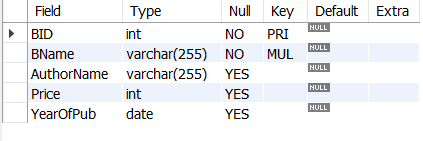 Field Type Null Key Default Extra
BID int NO PRI NULL
BName varchar(255) NO MUL NULL
AuthorName varchar(255) YES NULL
Price int YES NULL
YearOfPub date YES NULL